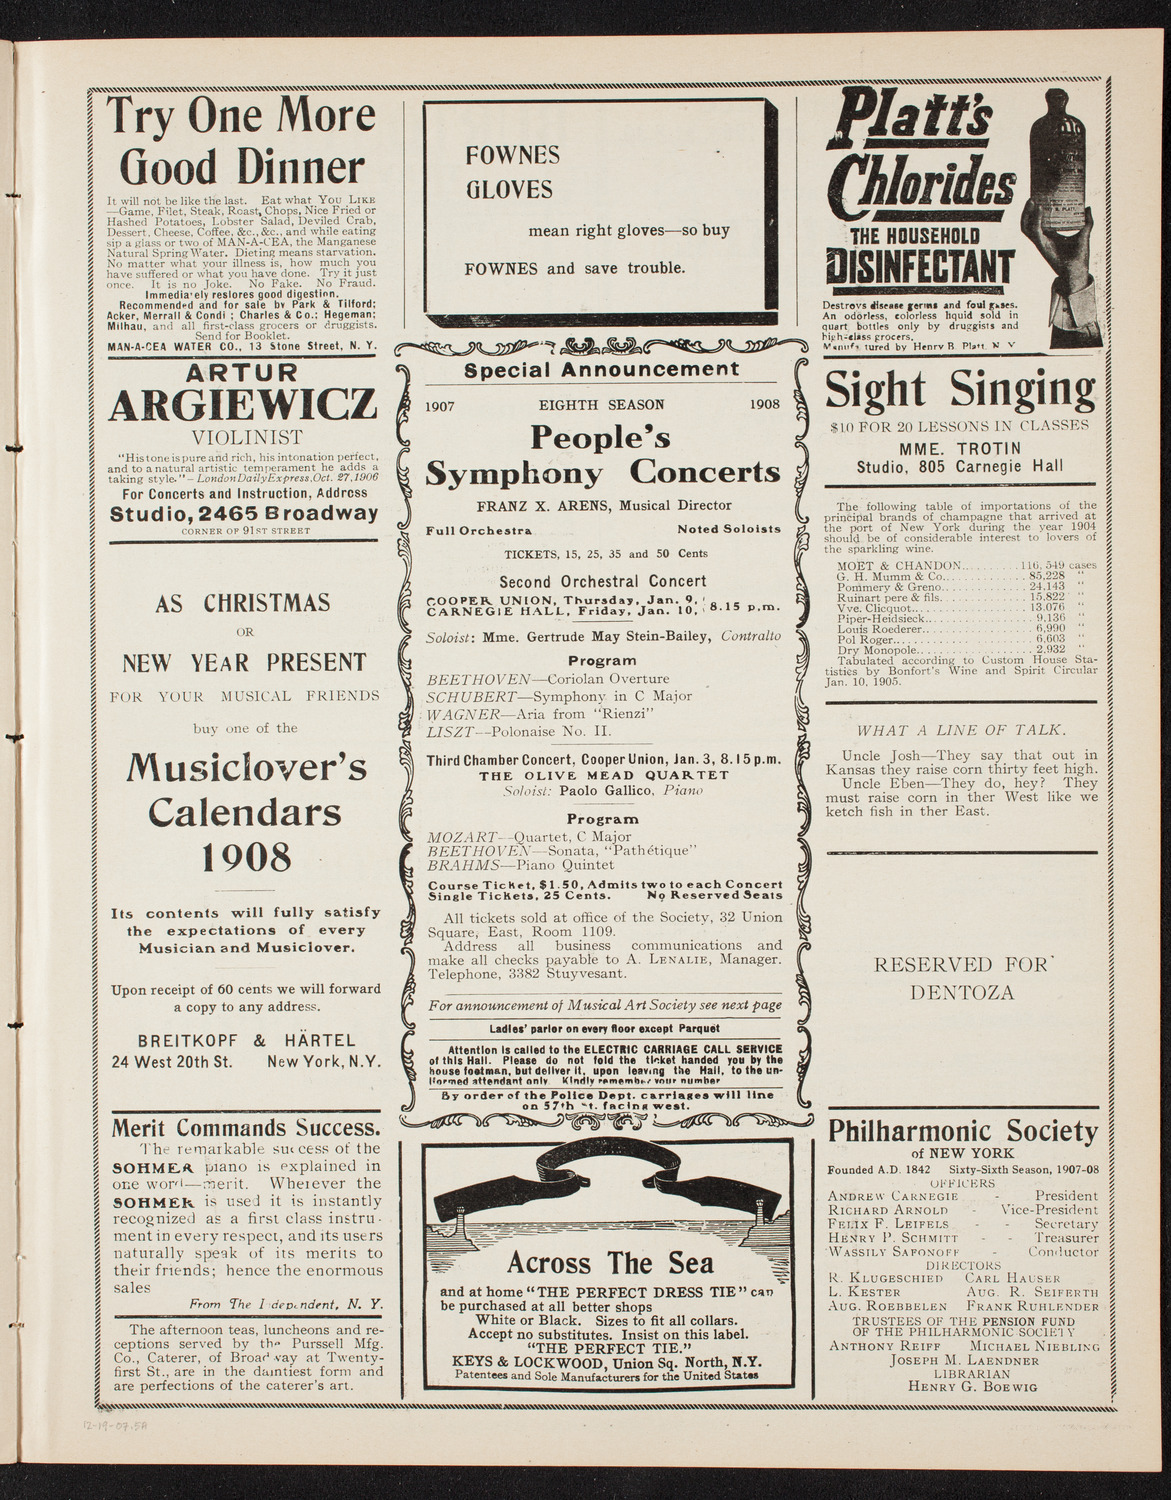 Try One More
Good Dinner
It will not be like the last. Eat what YOU LIKE
—Game, Filet, Steak, Roast, Chops, Nice Fried or
Hashed Potatoes, Lobster Salad, Deviled Crab,
Dessert, Cheese, Coffee, &c., &c., and while eating
sip a glass or two of MAN-A-CEA, the Manganese
Natural Spring Water. Dieting means starvation.
No matter what your illness is, how much you
have suffered or what you have done. Try it just
once. It is no Joke. No Fake. No Fraud.
Immediately restores good digestion.
Recommended and for sale by Park & Tilford;
Acker, Merrall & Condi ; Charles & Co.; Hegeman;
Milhau, and all first-class grocers or druggists.
Send for Booklet.
MAN-A-CEA WATER CO., 13 Stone Street, N. Y.
ARTUR
ARGIEWICZ
VIOLINIST
"His tone is pure and rich, his intonation perfect,
and to a natural artistic temperament he adds a
taking style."—London Daily Express, Oct. 27, 1906
For Concerts and Instruction, Address
Studio, 2465 Broadway
CORNER OF 91ST STREET
AS CHRISTMAS
OR
NEW YEAR PRESENT
FOR YOUR MUSICAL FRIENDS
buy one of the
Musiclover's
Calendars
1908
Its contents will fully satisfy
the expectations of every
Musician and Musiclover.
Upon receipt of 60 cents we will forward
a copy to any address.
BREITKOPF & HÄRTEL
24 West 20th St. New York, N.Y.
Merit Commands Success.
The remarkable success of the
SOHMER piano is explained in
one word—merit. Wherever the
SOHMER is used it is instantly
recognized as a first class instru-
ment in every respect, and its users
naturally speak of its merits to
their friends; hence the enormous
sales
From The Independent, N. Y.
The afternoon teas, luncheons and re-
ceptions served by the Purssell Mfg.
Co., Caterer, of Broadway at Twenty-
first St., are in the daintiest form and
are perfections of the caterer's art.
12-19-07.5A
FOWNES
GLOVES
mean right gloves—so buy
FOWNES and save trouble.
Special Announcement
1907 EIGHTH SEASON 1908
People's
Symphony Concerts
FRANZ X. ARENS, Musical Director
Full Orchestra Noted Soloists
TICKETS, 15, 25, 35 and 50 Cents
Second Orchestral Concert
COOPER UNION, Thursday, Jan. 9,
CARNEGIE HALL, Friday, Jan. 10, 8.15 p.m.
Soloist: Mme. Gertrude May Stein-Bailey, Contralto
Program
BEETHOVEN—Coriolan Overture
SCHUBERT—Symphony in C Major
WAGNER—Aria from "Rienzi"
LISZT—Polonaise No. II.
Third Chamber Concert, Cooper Union, Jan. 3, 8.15 p.m.
THE OLIVE MEAD QUARTET
Soloist: Paolo Gallico, Piano
Program
MOZART—Quartet, C Major
BEETHOVEN—Sonata, "Pathétique"
BRAHMS—Piano Quintet
Course Ticket, $1.50, Admits two to each Concert
Single Tickets, 25 Cents. No Reserved Seats
All tickets sold at office of the Society, 32 Union
Square, East, Room 1109.
Address all business communications and
make all checks payable to A. LENALIE, Manager.
Telephone, 3382 Stuyvesant.
For announcement of Musical Art Society see next page
Ladies' parlor on every floor except Parquet
Attention is called to the ELECTRIC CARRIAGE CALL SERVICE
of this Hall. Please do not fold the ticket handed you by the
house footman, but deliver it, upon leaving the Hall, to the un-
iformed attendant only. Kindly remember your number
By order of the Police Dept. carriages will line
on 57th St. facing west.
Across The Sea
and at home "THE PERFECT DRESS TIE" can
be purchased at all better shops
White or Black. Sizes to fit all collars.
Accept no substitutes. Insist on this label.
"THE PERFECT TIE."
KEYS & LOCKWOOD, Union Sq. North, N.Y.
Patentees and Sole Manufacturers for the United States
Platt's
Chlorides
THE HOUSEHOLD
DISINFECTANT
Destroys disease germs and foul gases.
An odorless, colorless liquid sold in
quart bottles only by druggists and
high-class grocers,
Manufactured by Henry B. Platt, N Y
Sight Singing
$10 FOR 20 LESSONS IN CLASSES
MME. TROTIN
Studio, 805 Carnegie Hall
The following table of importations of the
principal brands of champagne that arrived at
the port of New York during the year 1904
should be of considerable interest to lovers of
the sparkling wine.
MOET & CHANDON..........116,549 cases
G. H. Mumm & Co.............. 85,228 "
Pommery & Greno.............. 24,143 "
Ruinart pere & fils............. 15,822 "
Vve. Clicquot.................. 13,076 "
Piper-Heidsieck................ 9,136 "
Louis Roederer................. 6,990 "
Pol Roger..................... 6,603 "
Dry Monopole.................. 2,932 "
Tabulated according to Custom House Sta-
tistics by Bonfort's Wine and Spirit Circular
Jan. 10, 1905.
WHAT A LINE OF TALK.
Uncle Josh—They say that out in
Kansas they raise corn thirty feet high.
Uncle Eben—They do, hey? They
must raise corn in ther West like we
ketch fish in ther East.
RESERVED FOR
DENTOZA
Philharmonic Society
of NEW YORK
Founded A.D. 1842 Sixty-Sixth Season, 1907-08
OFFICERS
ANDREW CARNEGIE - President
RICHARD ARNOLD - Vice-President
FELIX F. LEIFELS - - Secretary
HENRY P. SCHMITT - - Treasurer
WASSILY SAFONOFF - Conductor
DIRECTORS
R. KLUGESCHIED CARL HAUSER
L. KESTER AUG. R. SEIFERTH
AUG. ROEBBELEN FRANK RUHLENDER
TRUSTEES OF THE PENSION FUND
OF THE PHILHARMONIC SOCIETY
ANTHONY REIFF MICHAEL NIEBLING
JOSEPH M. LAENDNER
LIBRARIAN
HENRY G. BOEWIG